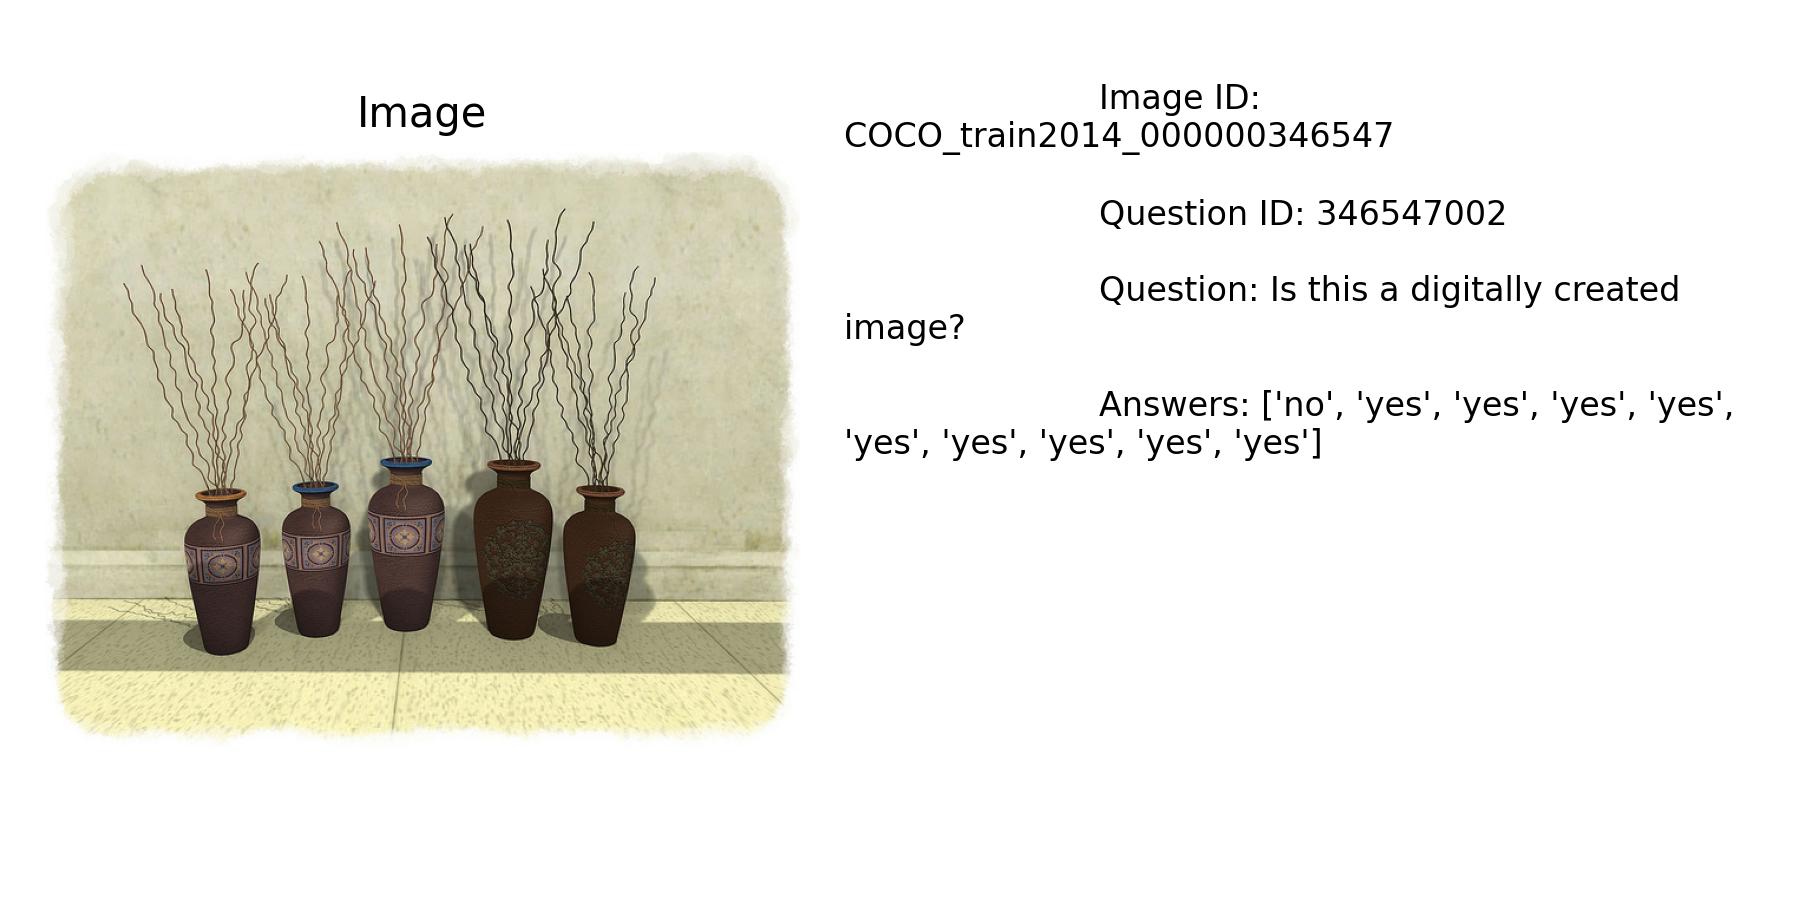 Image
Image ID:
COCO_train2014_000000346547
Question ID: 346547002
Question: Is this a digitally created
image?
Answers: ['no', 'yes', 'yes', 'yes', 'yes',
'yes', 'yes', 'yes', 'yes', 'yes']